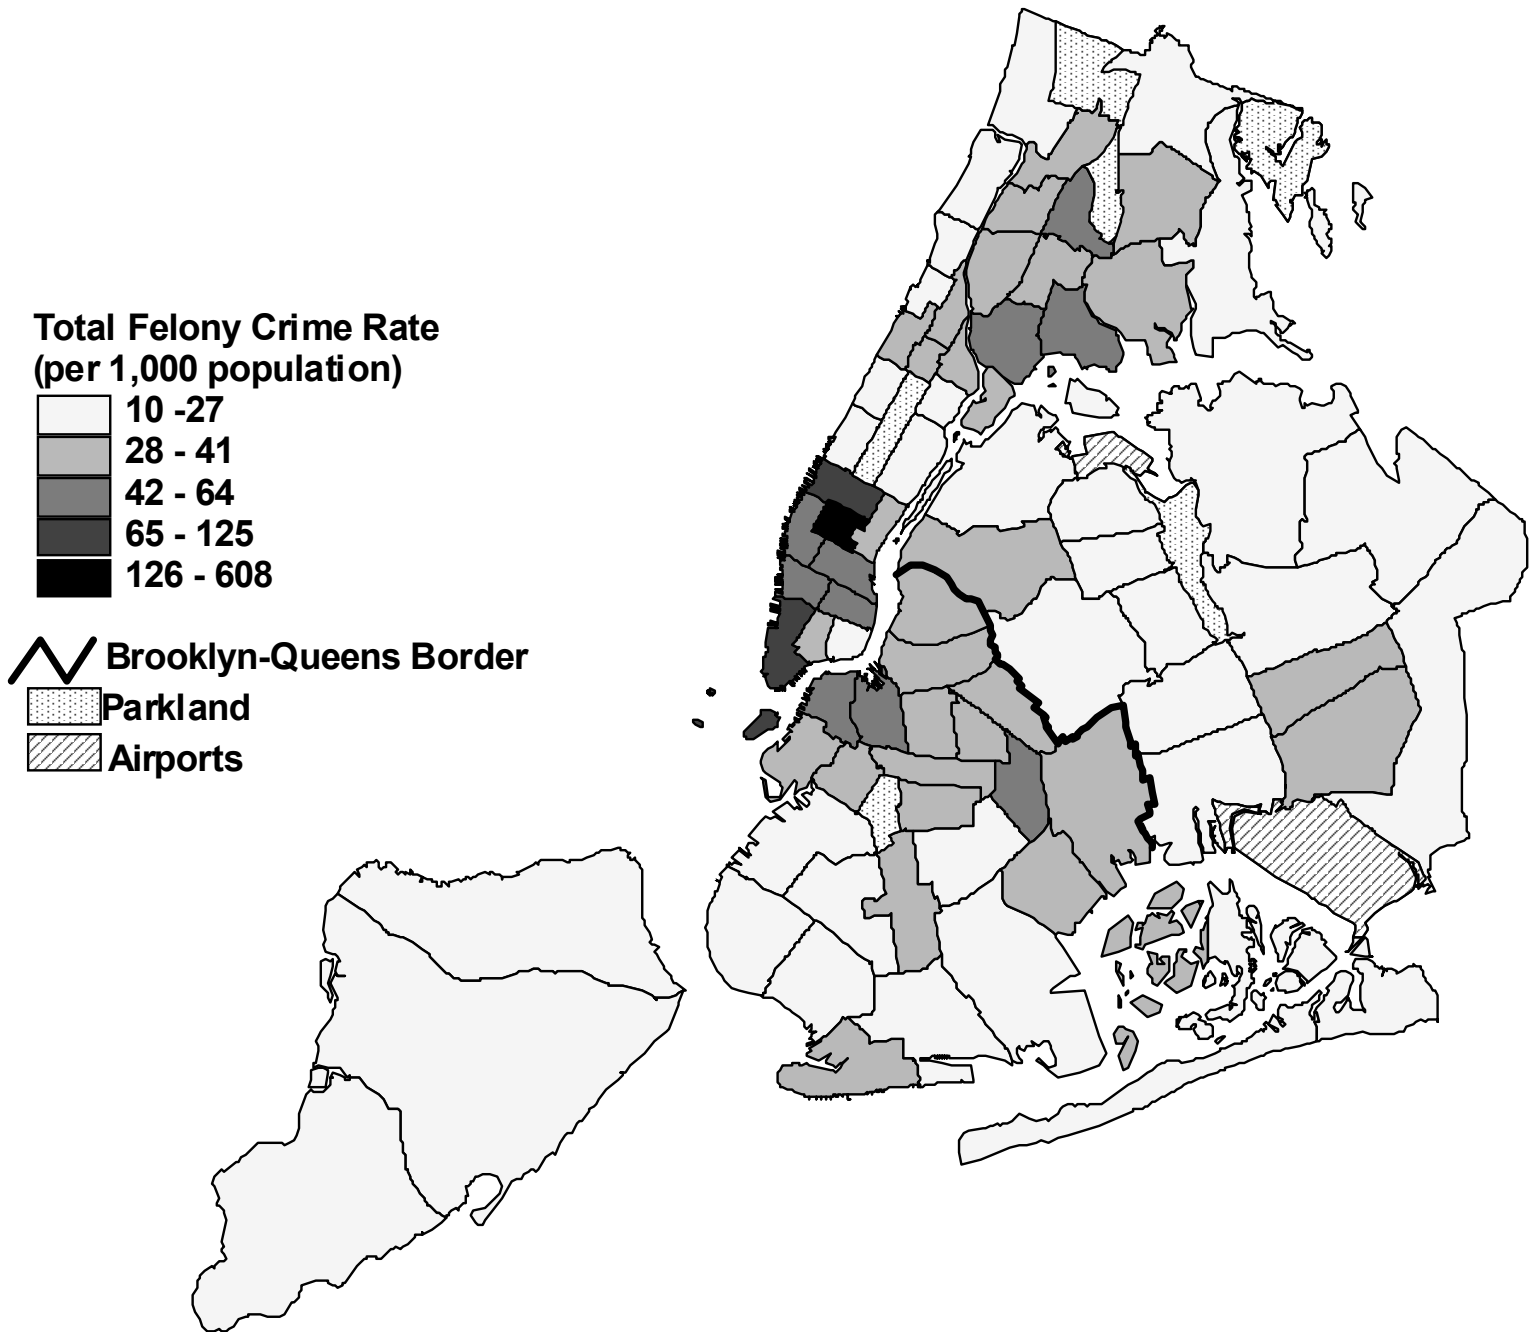 Total Felony Crime Rate
(per 1,000 population)
10 -27
28 - 41
42 - 64
65 - 125
126 - 608
Brooklyn-Queens Border
Parkland
Airports